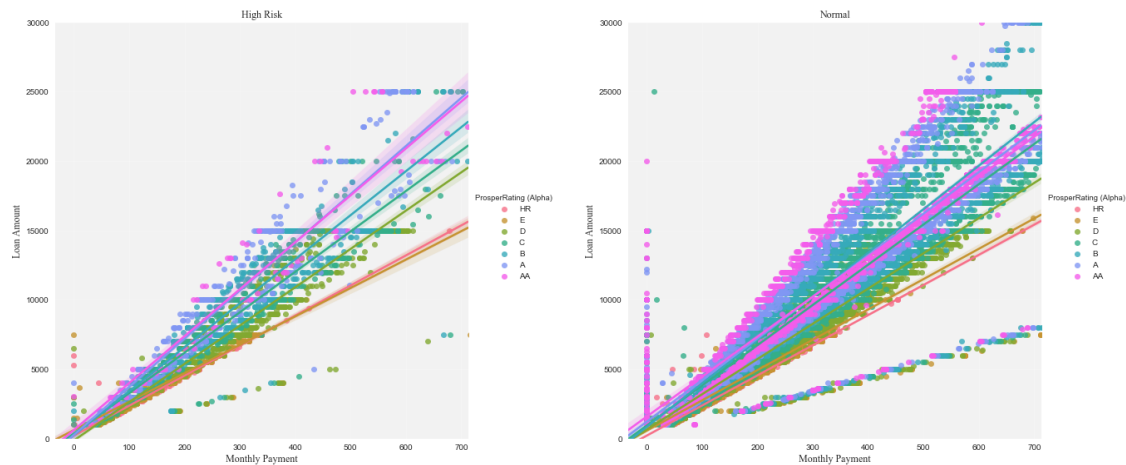 High Risk
30000
25000
20000
15000
10000
5000
0
Loan Amount
0
100
200
300
400
500
600
700
Monthly Payment
ProsperRating (Alpha)
HR
E
D
C
B
A
AA
Normal
30000
25000
20000
15000
10000
5000
0
Loan Amount
0
100
200
300
400
500
600
700
Monthly Payment
ProsperRating (Alpha)
HR
E
D
C
B
A
AA